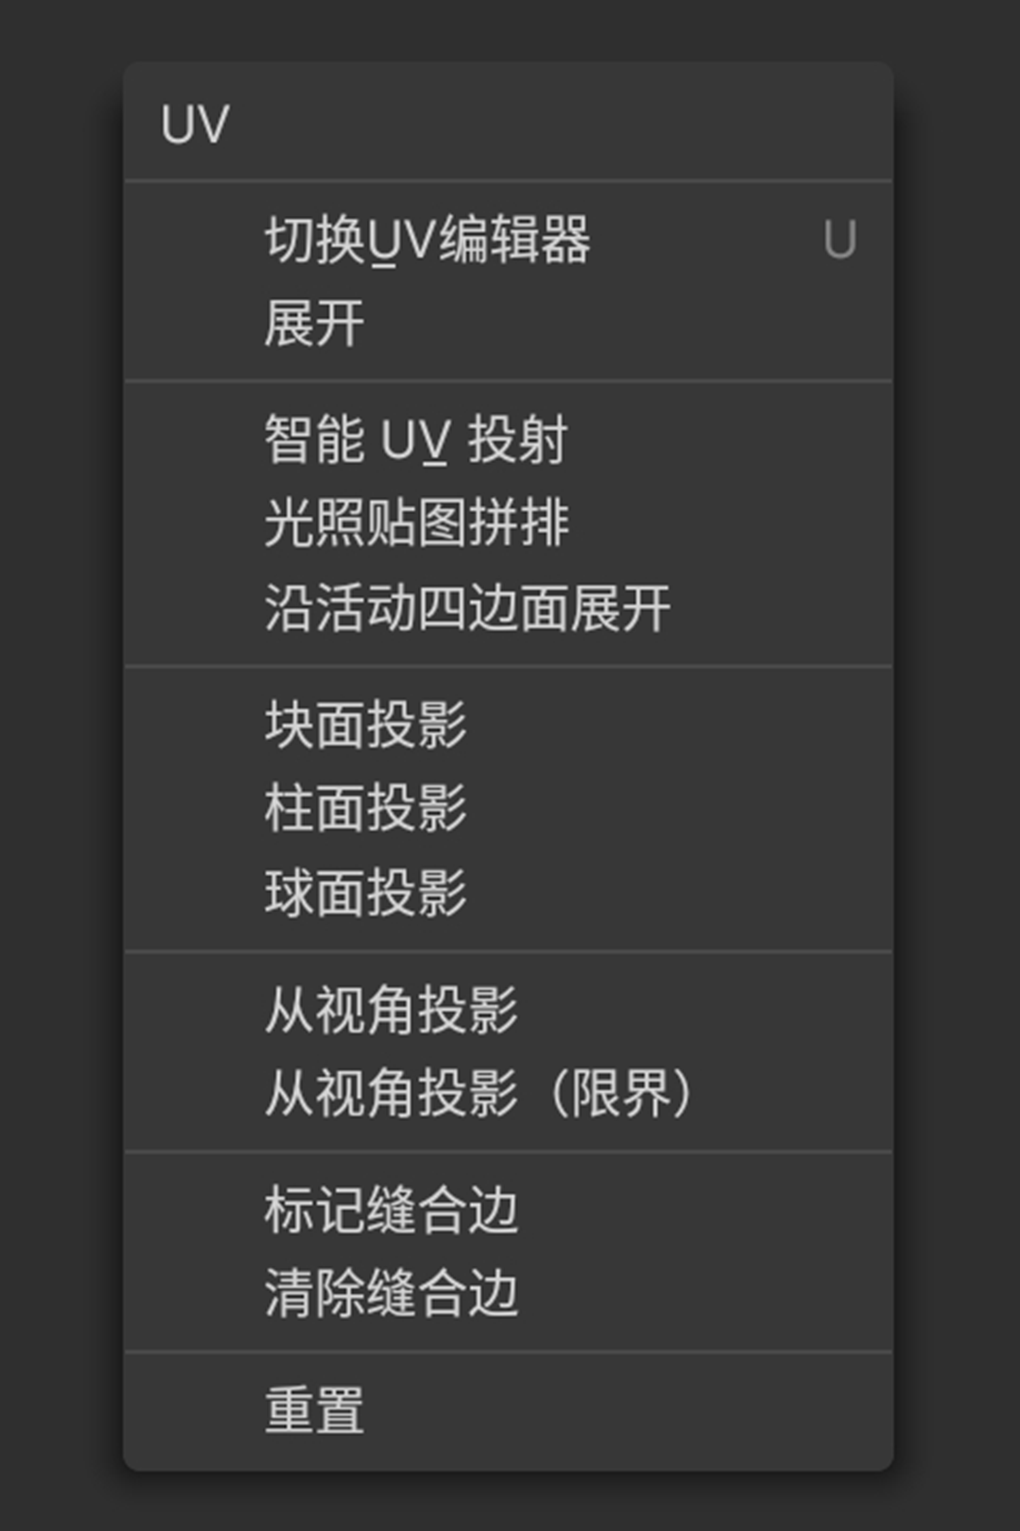 UV
切换UV编辑器 U
展开
智能 UV 投射
光照贴图拼排
沿活动四边面展开
块面投影
柱面投影
球面投影
从视角投影
从视角投影（限界）
标记缝合边
清除缝合边
重置